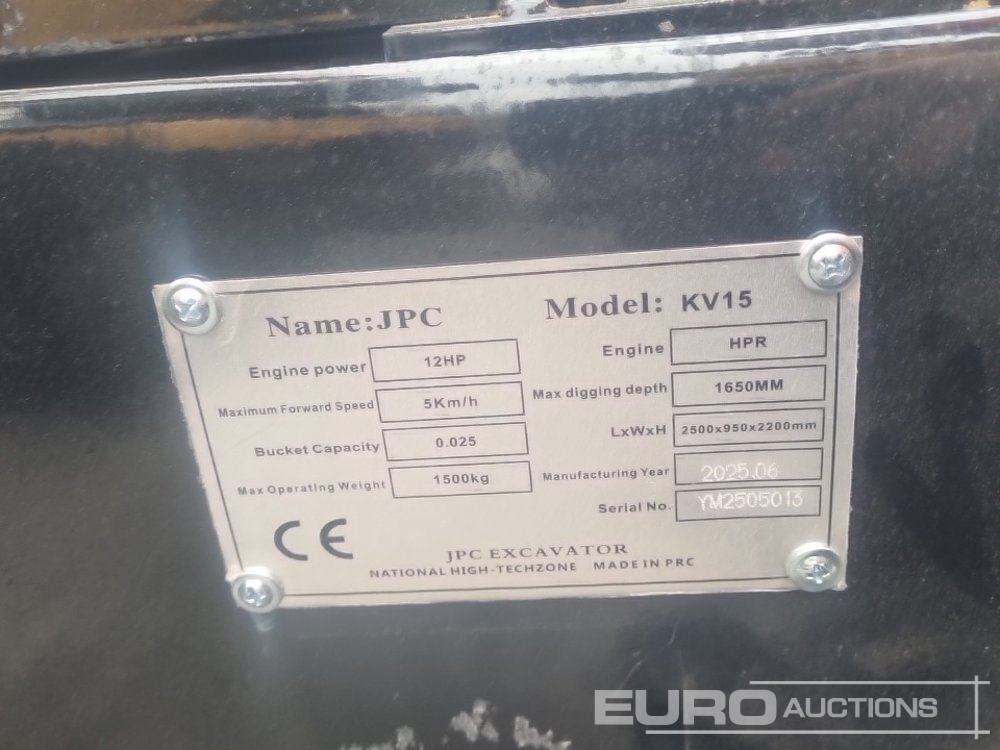 Name:JPC Model: KV15
Engine power 12HP Engine HPR
Maximum Forward Speed 5Km/h Max digging depth 1650MM
Bucket Capacity 0.025 LxWxH 2500x950x2200mm
Max Operating Weight 1500kg Manufacturing Year 2025.06
Serial No. YM2505013
CE
JPC EXCAVATOR
NATIONAL HIGH-TECHZONE MADE IN PRC
EURO AUCTIONS